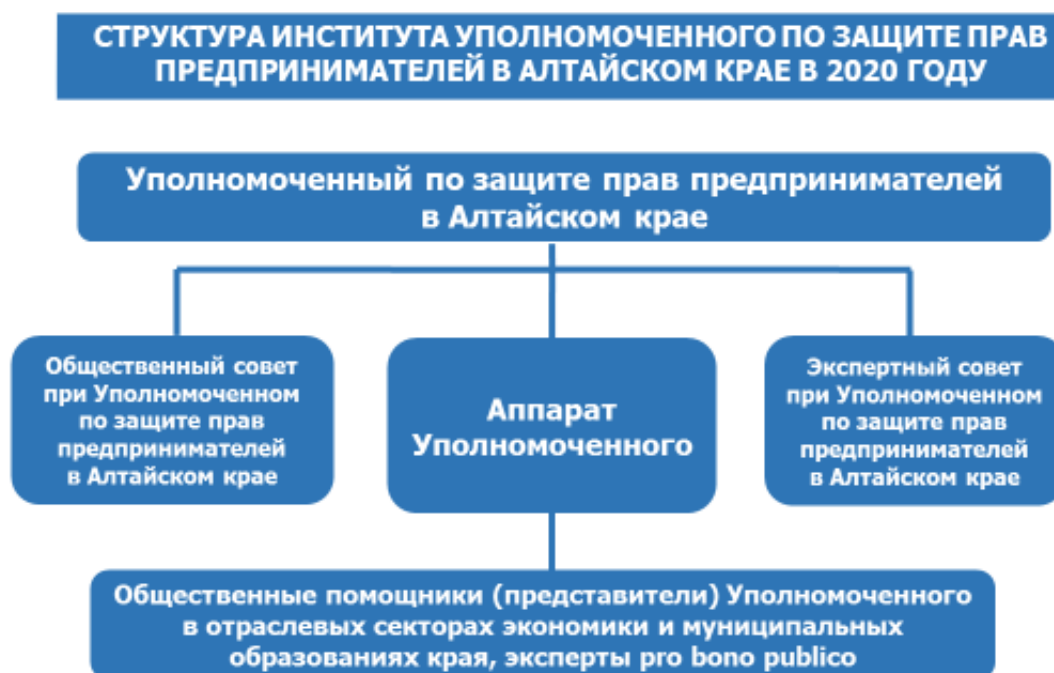 СТРУКТУРА ИНСТИТУТА УПОЛНОМОЧЕННОГО ПО ЗАЩИТЕ ПРАВ
ПРЕДПРИНИМАТЕЛЕЙ В АЛТАЙСКОМ КРАЕ В 2020 ГОДУ
Уполномоченный по защите прав предпринимателей
в Алтайском крае
Общественный совет
при Уполномоченном
по защите прав
предпринимателей
в Алтайском крае
Аппарат
Уполномоченного
Экспертный совет
при Уполномоченном
по защите прав
предпринимателей
в Алтайском крае
Общественные помощники (представители) Уполномоченного
в отраслевых секторах экономики и муниципальных
образованиях края, эксперты pro bono publico